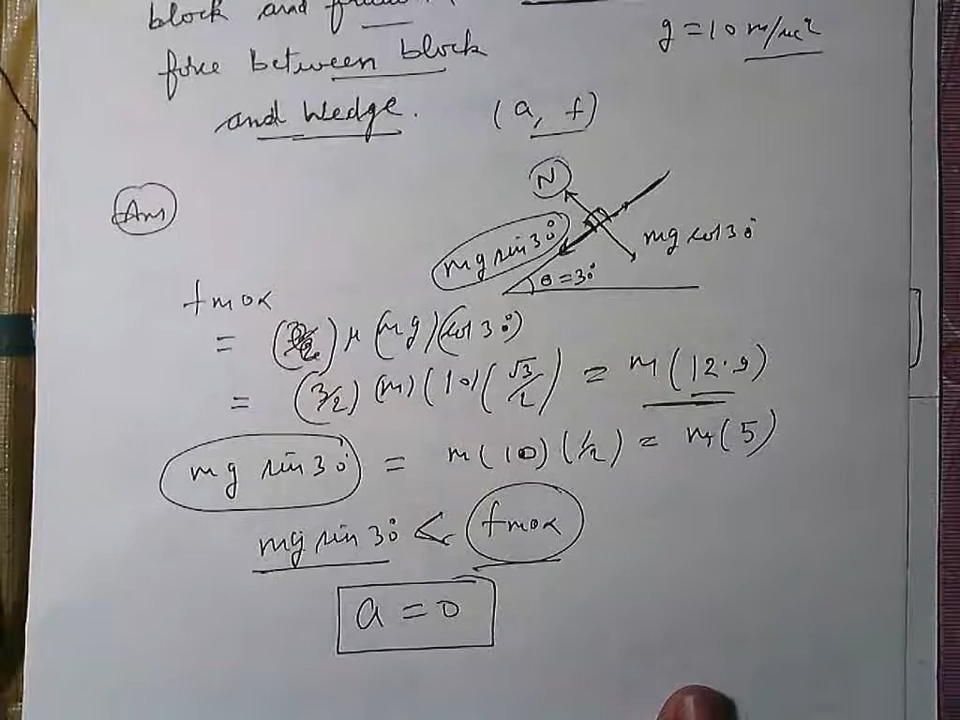 block and
g = 10 m/sec²
force between block
and Wedge. (a, f)
Ans
N
mg sin 30°
mg cos 30°
θ = 30°
fmax
= μ (mg) (cos 30°)
= (3/2) (m) (10) (√3/2) = m (12.9)
mg sin 30° = m (10) (1/2) = m (5)
mg sin 30° < fmax
a = 0